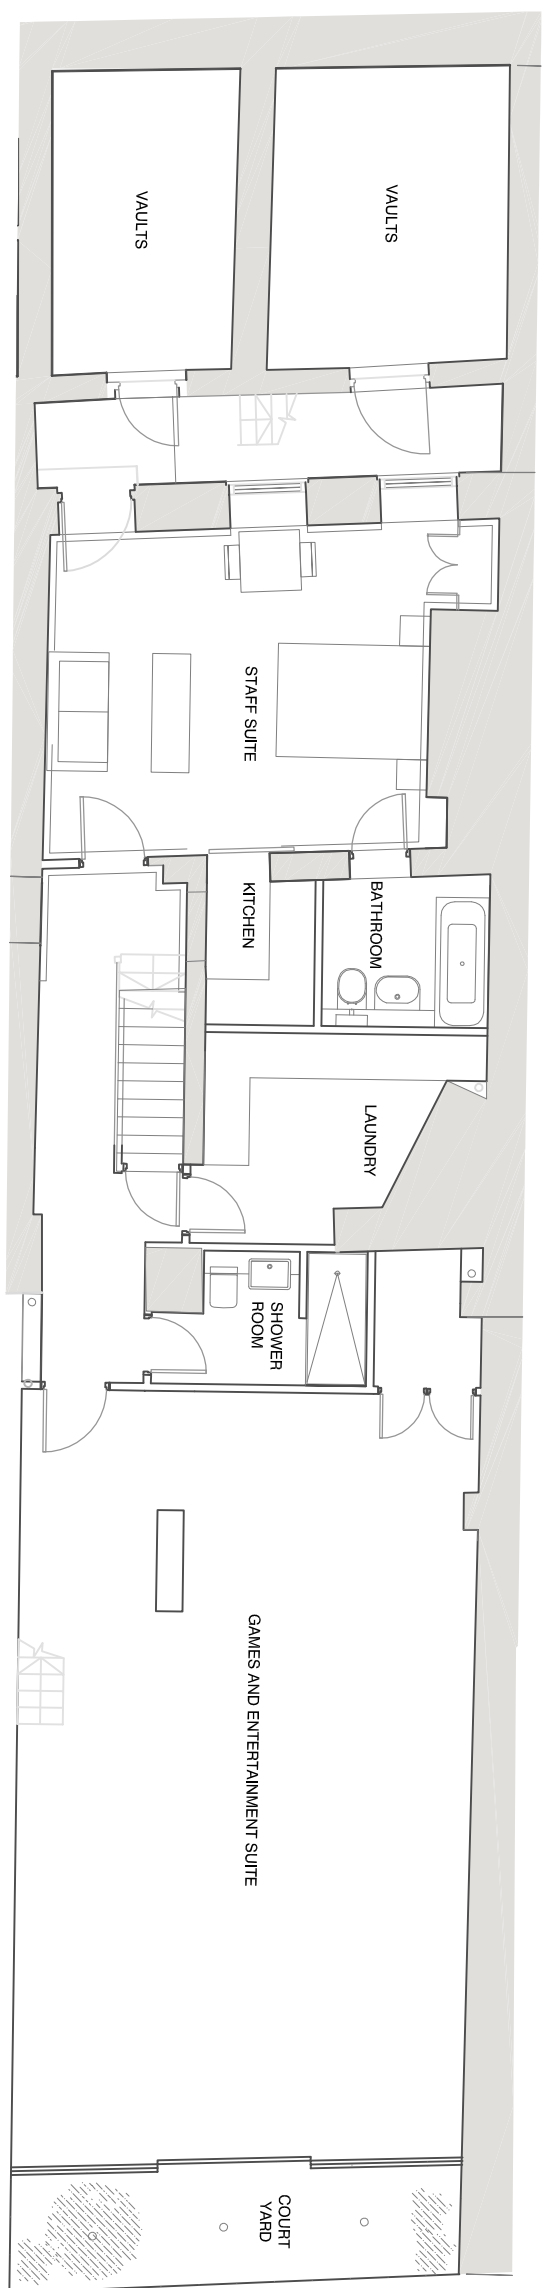 VAULTS
VAULTS
STAFF SUITE
KITCHEN
BATHROOM
LAUNDRY
SHOWER
ROOM
GAMES AND ENTERTAINMENT SUITE
COURT
YARD